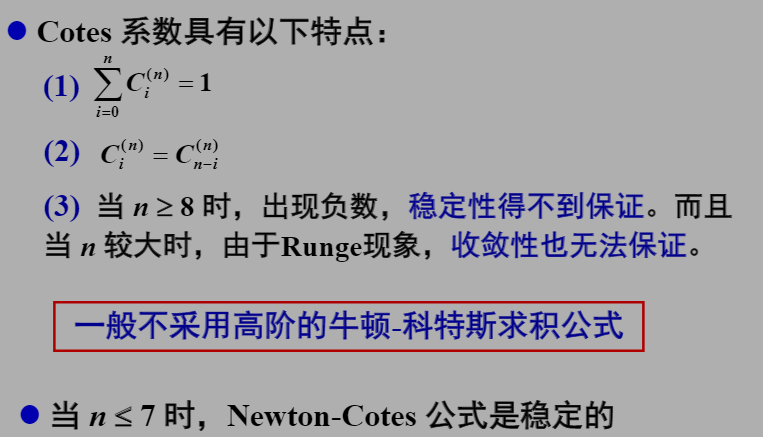 ● Cotes 系数具有以下特点：
(1) $\sum_{i=0}^{n} C_i^{(n)} = 1$
(2) $C_i^{(n)} = C_{n-i}^{(n)}$
(3) 当 n ≥ 8 时，出现负数，稳定性得不到保证。而且
当 n 较大时，由于Runge现象，收敛性也无法保证。
一般不采用高阶的牛顿-科特斯求积公式
● 当 n ≤ 7 时，Newton-Cotes 公式是稳定的